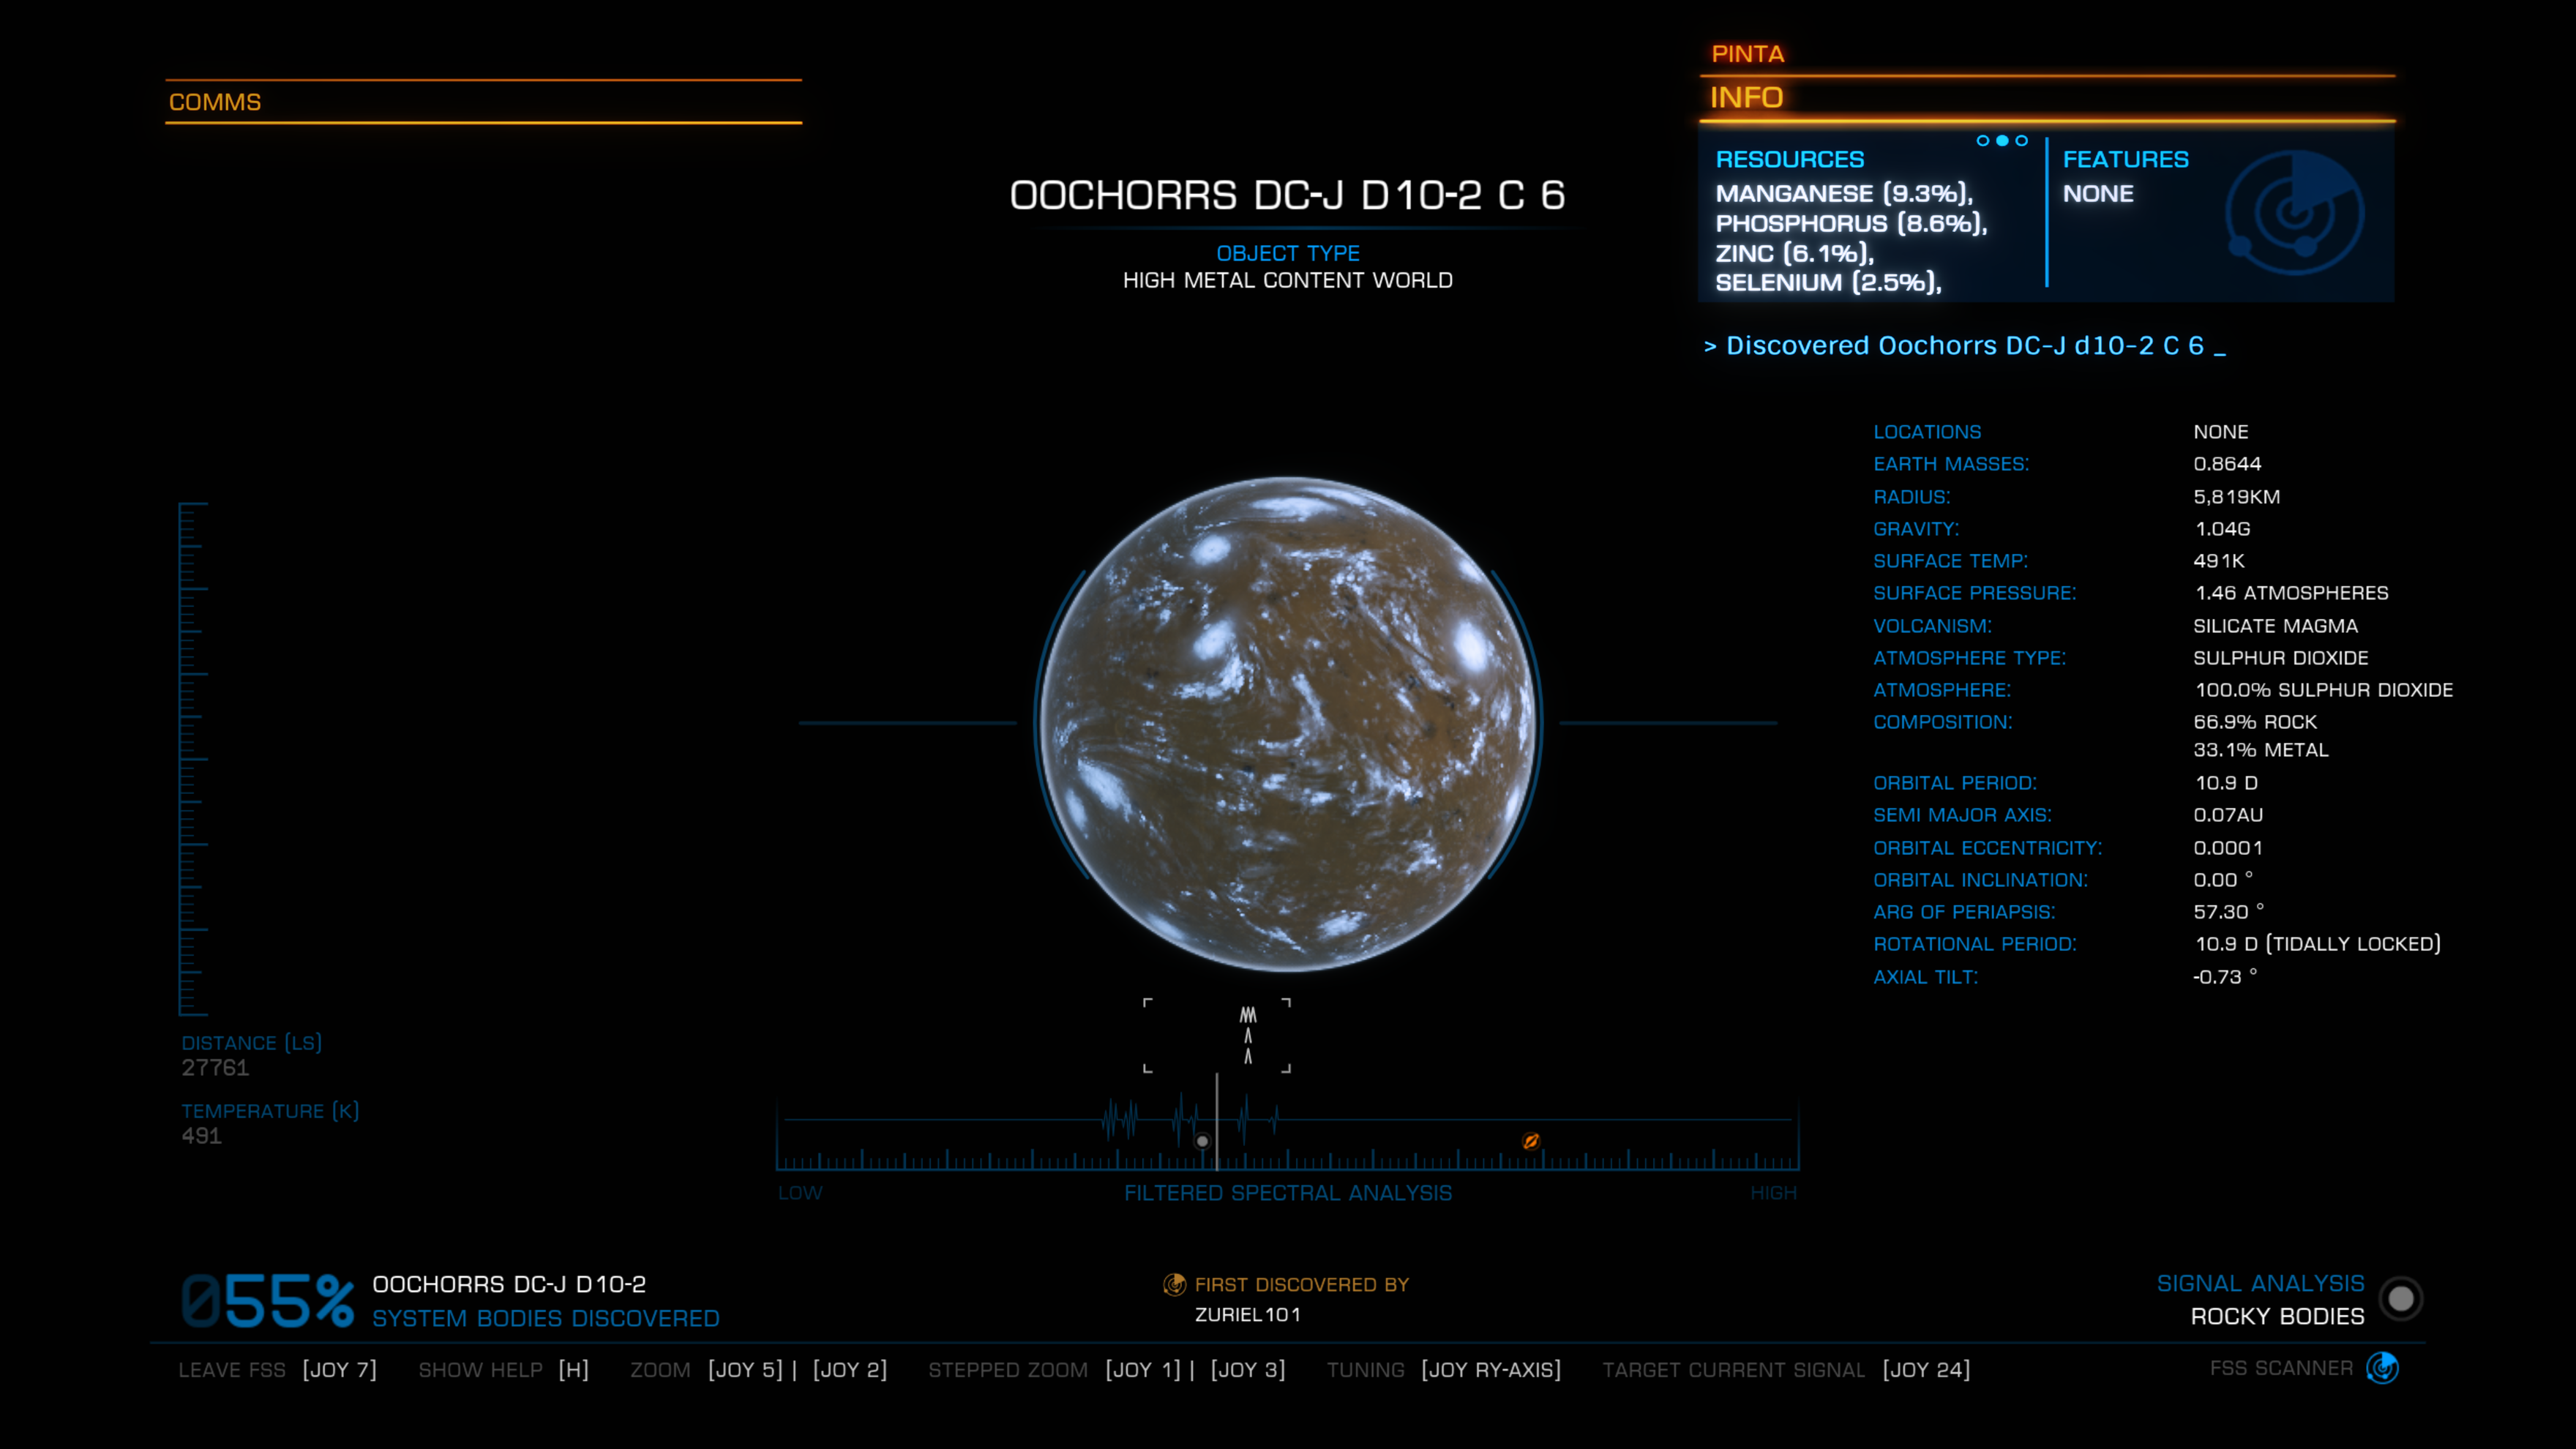 PINTA
COMMS
INFO
RESOURCES
MANGANESE (9.3%),
PHOSPHORUS (8.6%),
ZINC (6.1%),
SELENIUM (2.5%),
FEATURES
NONE
OOCHORRS DC-J D10-2 C 6
OBJECT TYPE
HIGH METAL CONTENT WORLD
> Discovered Oochorrs DC-J d10-2 C 6 _
LOCATIONS NONE
EARTH MASSES: 0.8644
RADIUS: 5,819KM
GRAVITY: 1.04G
SURFACE TEMP: 491K
SURFACE PRESSURE: 1.46 ATMOSPHERES
VOLCANISM: SILICATE MAGMA
ATMOSPHERE TYPE: SULPHUR DIOXIDE
ATMOSPHERE: 100.0% SULPHUR DIOXIDE
COMPOSITION: 66.9% ROCK
33.1% METAL
ORBITAL PERIOD: 10.9 D
SEMI MAJOR AXIS: 0.07AU
ORBITAL ECCENTRICITY: 0.0001
ORBITAL INCLINATION: 0.00 °
ARG OF PERIAPSIS: 57.30 °
ROTATIONAL PERIOD: 10.9 D (TIDALLY LOCKED)
AXIAL TILT: -0.73 °
DISTANCE (LS)
27761
TEMPERATURE (K)
491
LOW FILTERED SPECTRAL ANALYSIS HIGH
055%
OOCHORRS DC-J D10-2
SYSTEM BODIES DISCOVERED
FIRST DISCOVERED BY
ZURIEL101
SIGNAL ANALYSIS
ROCKY BODIES
LEAVE FSS [JOY 7] SHOW HELP [H] ZOOM [JOY 5] | [JOY 2] STEPPED ZOOM [JOY 1] | [JOY 3] TUNING [JOY RY-AXIS] TARGET CURRENT SIGNAL [JOY 24] FSS SCANNER